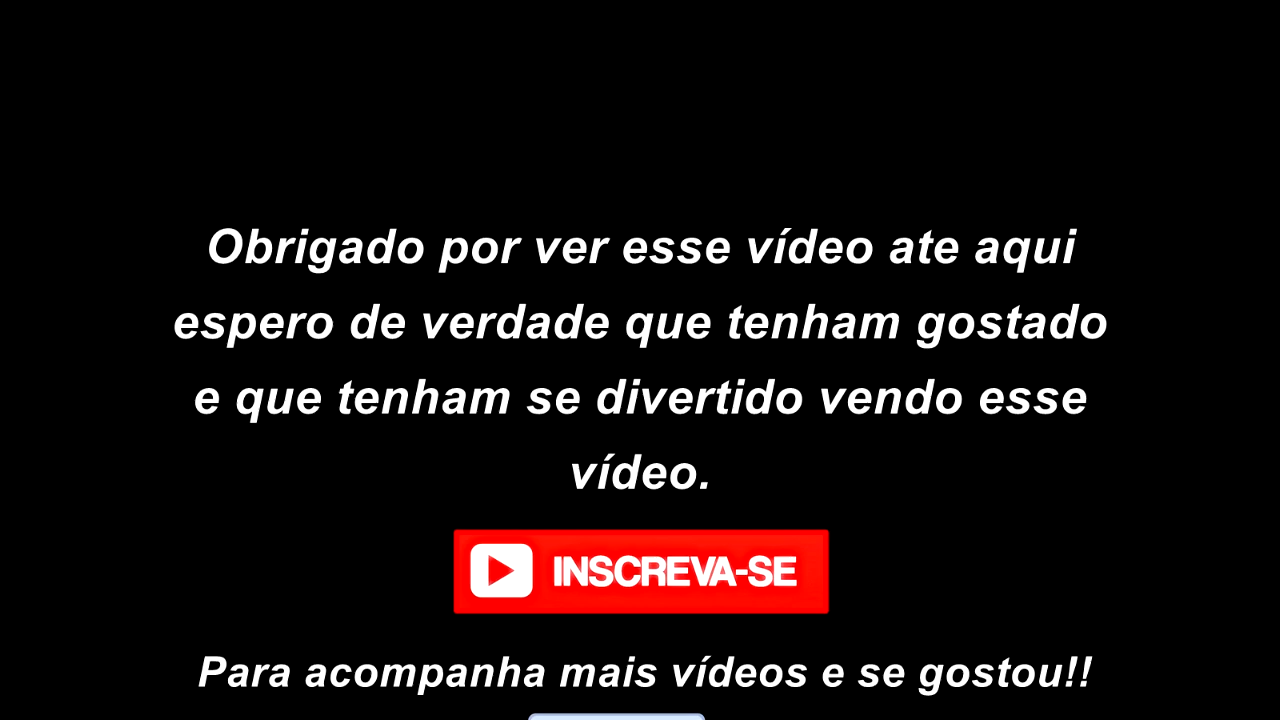 Obrigado por ver esse vídeo ate aqui
espero de verdade que tenham gostado
e que tenham se divertido vendo esse
vídeo.
INSCREVA-SE
Para acompanha mais vídeos e se gostou!!